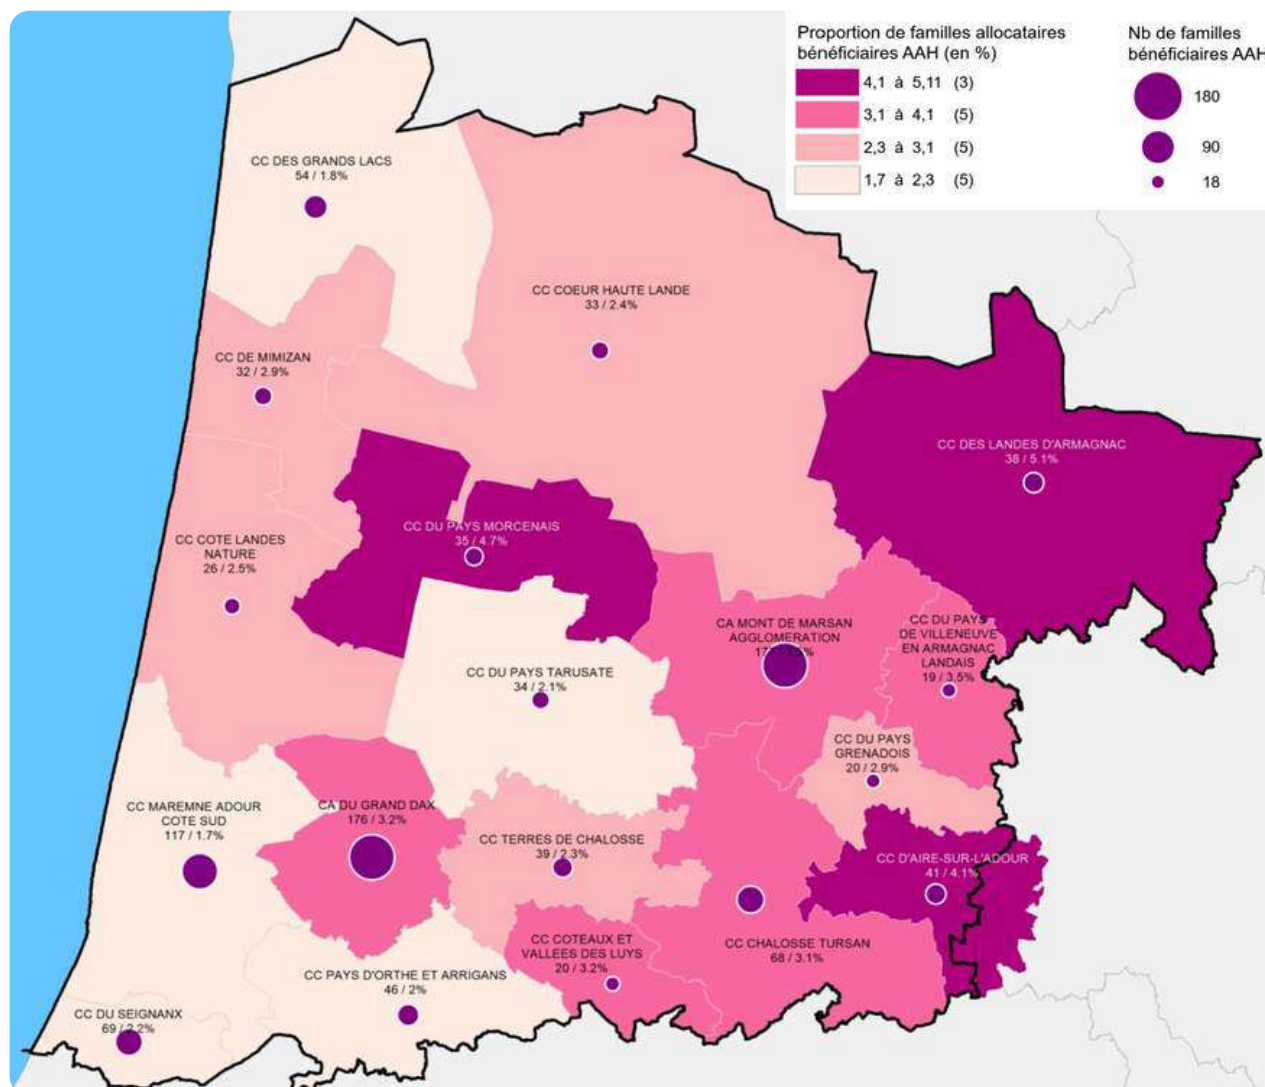 Proportion de familles allocataires
bénéficiaires AAH (en %)
4,1 à 5,11 (3)
3,1 à 4,1 (5)
2,3 à 3,1 (5)
1,7 à 2,3 (5)
Nb de familles
bénéficiaires AAH
180
90
18
CC DES GRANDS LACS
54 / 1.8%
CC COEUR HAUTE LANDE
33 / 2.4%
CC DE MIMIZAN
32 / 2.9%
CC DES LANDES D'ARMAGNAC
38 / 5.1%
CC DU PAYS MORCENAIS
35 / 4.7%
CC COTE LANDES
NATURE
26 / 2.5%
CA MONT DE MARSAN
AGGLOMERATION
CC DU PAYS
DE VILLENEUVE
EN ARMAGNAC
LANDAIS
19 / 3.5%
CC DU PAYS TARUSATE
34 / 2.1%
CC DU PAYS
GRENADOIS
20 / 2.9%
CC MAREMNE ADOUR
COTE SUD
117 / 1.7%
CA DU GRAND DAX
176 / 3.2%
CC TERRES DE CHALOSSE
39 / 2.3%
CC D'AIRE-SUR-L'ADOUR
41 / 4.1%
CC CHALOSSE TURSAN
68 / 3.1%
CC COTEAUX ET
VALLEES DES LUYS
20 / 3.2%
CC PAYS D'ORTHE ET ARRIGANS
46 / 2%
CC DU SEIGNANX
69 / 2.2%